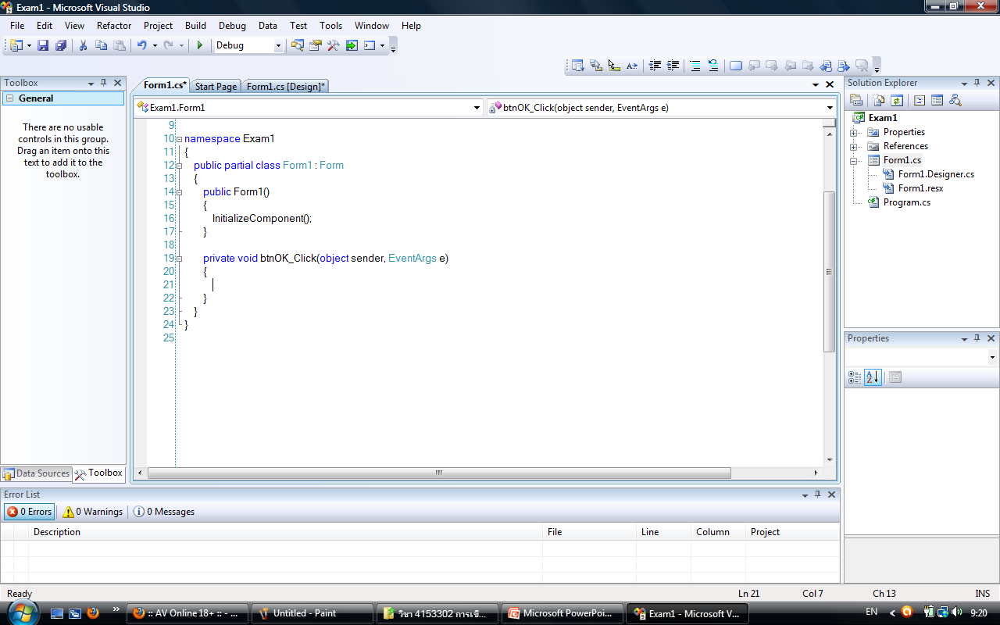 Exam1 - Microsoft Visual Studio
File Edit View Refactor Project Build Debug Data Test Tools Window Help
Debug
Toolbox
General
There are no usable
controls in this group.
Drag an item onto this
text to add it to the
toolbox.
Data Sources Toolbox
Form1.cs* Start Page Form1.cs [Design]*
Exam1.Form1 btnOK_Click(object sender, EventArgs e)
9
10 namespace Exam1
11 {
12 public partial class Form1 : Form
13 {
14 public Form1()
15 {
16 InitializeComponent();
17 }
18
19 private void btnOK_Click(object sender, EventArgs e)
20 {
21
22 }
23 }
24 }
25
Solution Explorer
Exam1
Properties
References
Form1.cs
Form1.Designer.cs
Form1.resx
Program.cs
Properties
Error List
0 Errors 0 Warnings 0 Messages
Description File Line Column Project
Ready Ln 21 Col 7 Ch 13 INS
:: AV Online 18+ :: - ... Untitled - Paint วิชา 4153302 การเขี... Microsoft PowerPoi... Exam1 - Microsoft V... EN 9:20